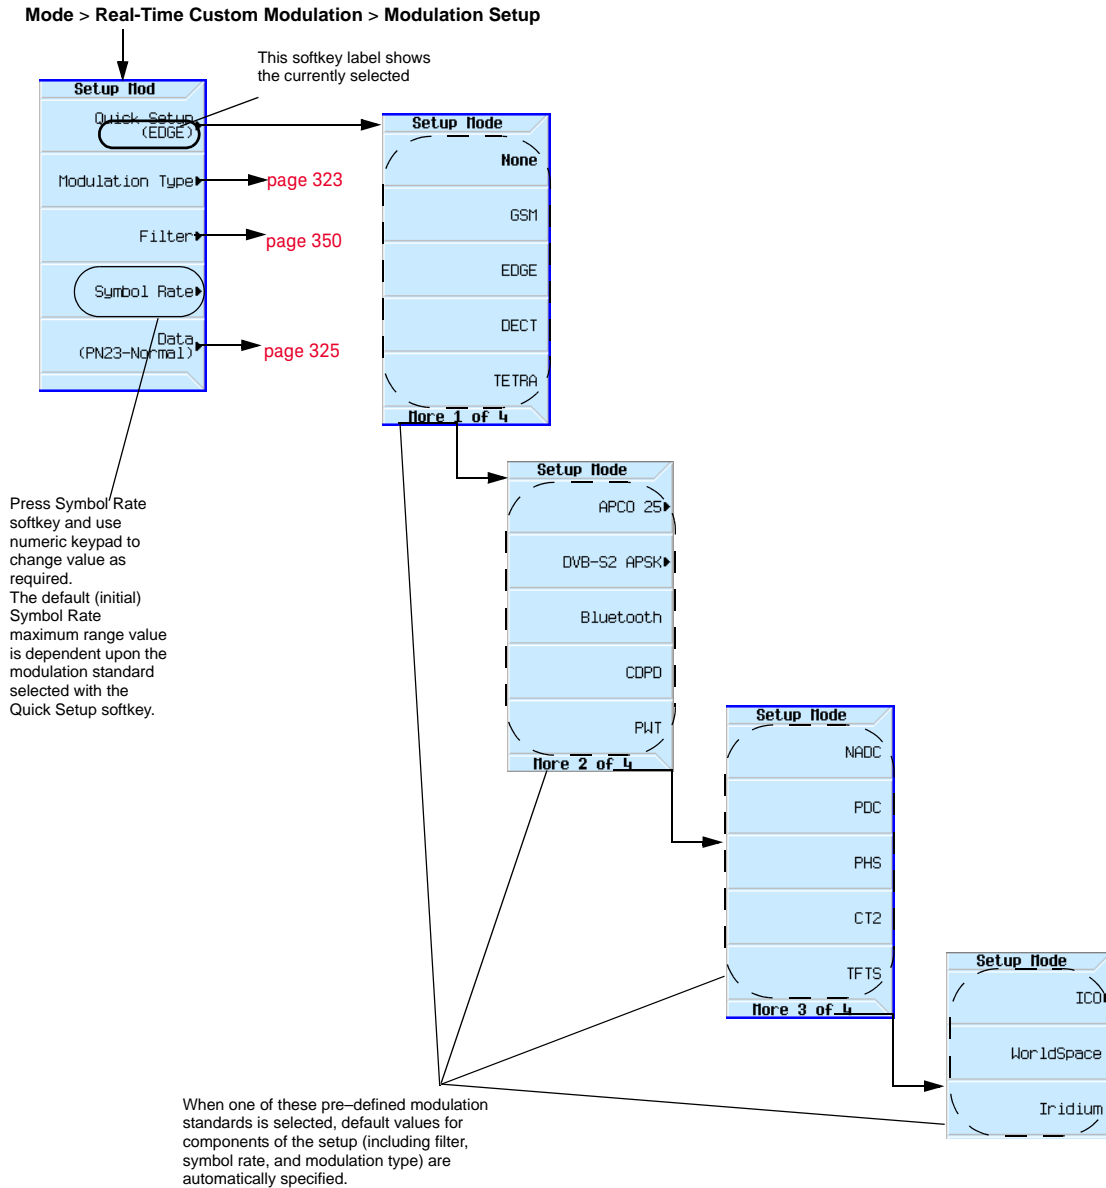 Mode > Real-Time Custom Modulation > Modulation Setup
This softkey label shows
the currently selected
Setup Mod
Quick Setup
(EDGE)
Modulation Type
page 323
Filter
page 350
Symbol Rate
Data
(PN23-Normal)
page 325
Setup Mode
None
GSM
EDGE
DECT
TETRA
More 1 of 4
Press Symbol Rate
softkey and use
numeric keypad to
change value as
required.
The default (initial)
Symbol Rate
maximum range value
is dependent upon the
modulation standard
selected with the
Quick Setup softkey.
Setup Mode
APCO 25
DVB-S2 APSK
Bluetooth
CDPD
PWT
More 2 of 4
Setup Mode
NADC
PDC
PHS
CT2
TFTS
More 3 of 4
Setup Mode
ICO
WorldSpace
Iridium
When one of these pre–defined modulation
standards is selected, default values for
components of the setup (including filter,
symbol rate, and modulation type) are
automatically specified.